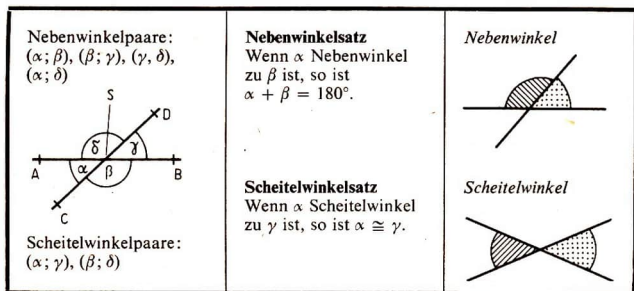 Nebenwinkelpaare:
(α; β), (β; γ), (γ, δ),
(α; δ)
S
D
δ
γ
A
α
β
B
C
Scheitelwinkelpaare:
(α; γ), (β; δ)
Nebenwinkelsatz
Wenn α Nebenwinkel
zu β ist, so ist
α + β = 180°.
Scheitelwinkelsatz
Wenn α Scheitelwinkel
zu γ ist, so ist α ≅ γ.
Nebenwinkel
Scheitelwinkel